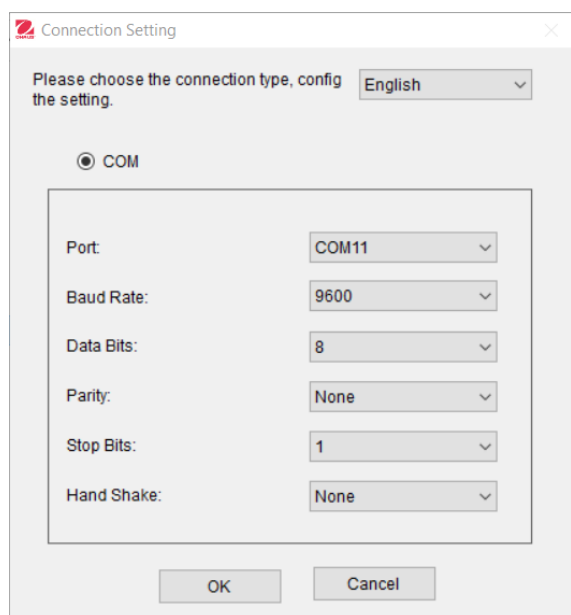 Connection Setting
Please choose the connection type, config
the setting.
English
COM
Port:
COM11
Baud Rate:
9600
Data Bits:
8
Parity:
None
Stop Bits:
1
Hand Shake:
None
OK
Cancel